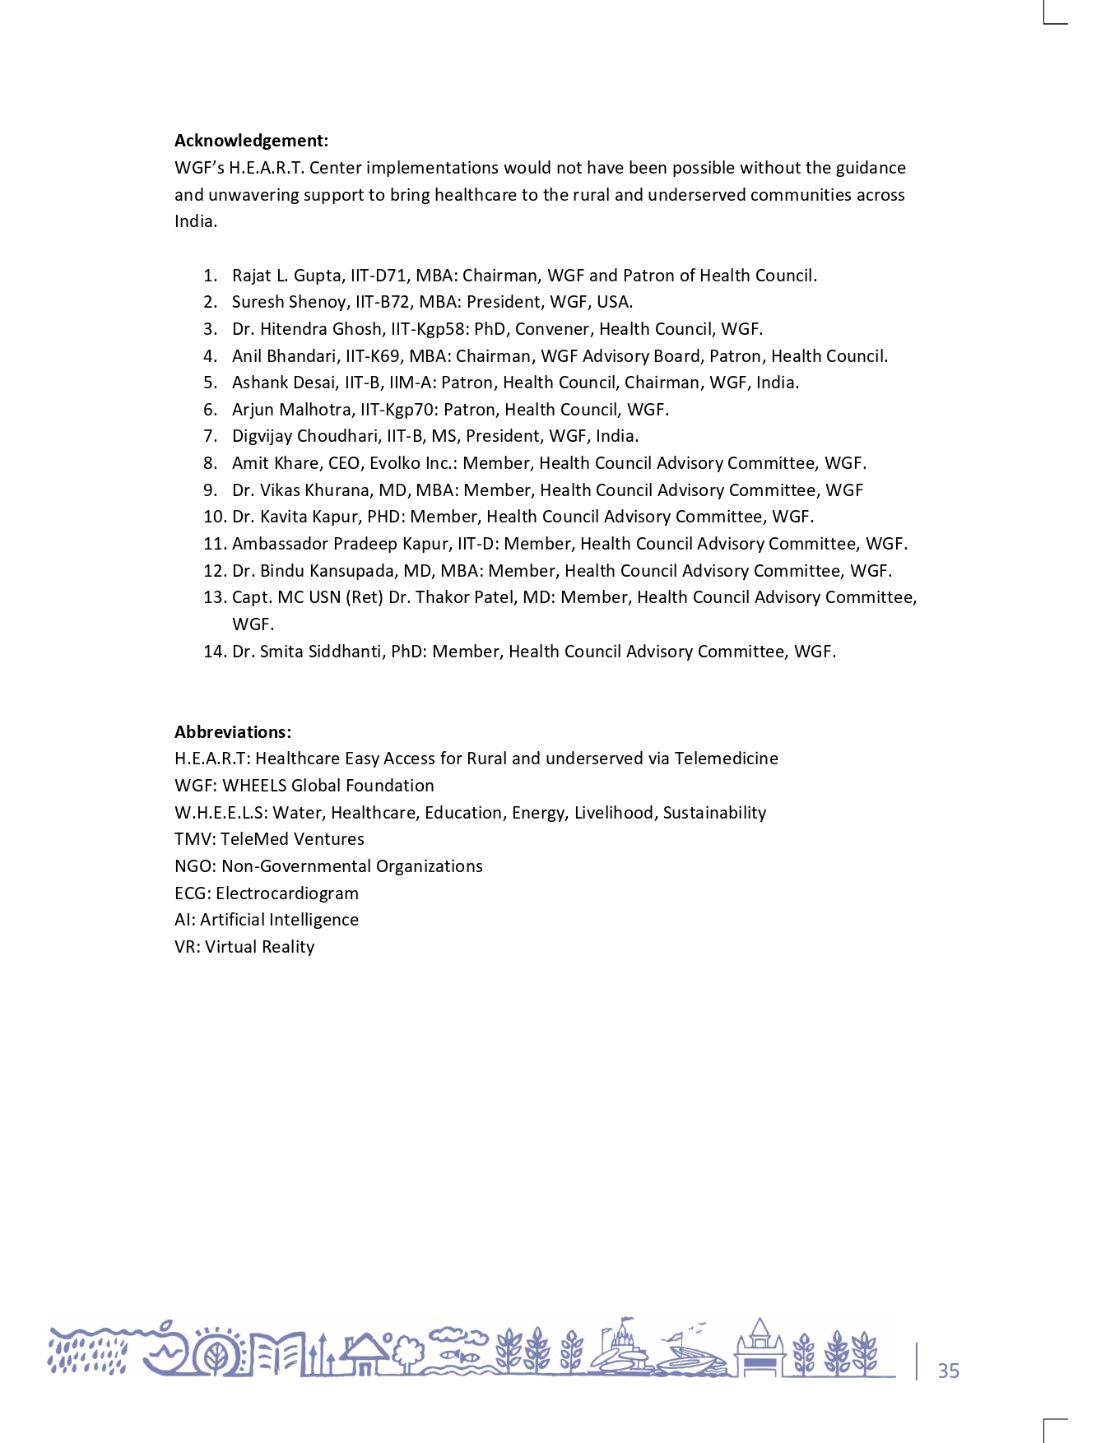 Acknowledgement:
WGF’s H.E.A.R.T. Center implementations would not have been possible without the guidance
and unwavering support to bring healthcare to the rural and underserved communities across
India.
1. Rajat L. Gupta, IIT-D71, MBA: Chairman, WGF and Patron of Health Council.
2. Suresh Shenoy, IIT-B72, MBA: President, WGF, USA.
3. Dr. Hitendra Ghosh, IIT-Kgp58: PhD, Convener, Health Council, WGF.
4. Anil Bhandari, IIT-K69, MBA: Chairman, WGF Advisory Board, Patron, Health Council.
5. Ashank Desai, IIT-B, IIM-A: Patron, Health Council, Chairman, WGF, India.
6. Arjun Malhotra, IIT-Kgp70: Patron, Health Council, WGF.
7. Digvijay Choudhari, IIT-B, MS, President, WGF, India.
8. Amit Khare, CEO, Evolko Inc.: Member, Health Council Advisory Committee, WGF.
9. Dr. Vikas Khurana, MD, MBA: Member, Health Council Advisory Committee, WGF
10. Dr. Kavita Kapur, PHD: Member, Health Council Advisory Committee, WGF.
11. Ambassador Pradeep Kapur, IIT-D: Member, Health Council Advisory Committee, WGF.
12. Dr. Bindu Kansupada, MD, MBA: Member, Health Council Advisory Committee, WGF.
13. Capt. MC USN (Ret) Dr. Thakor Patel, MD: Member, Health Council Advisory Committee,
WGF.
14. Dr. Smita Siddhanti, PhD: Member, Health Council Advisory Committee, WGF.
Abbreviations:
H.E.A.R.T: Healthcare Easy Access for Rural and underserved via Telemedicine
WGF: WHEELS Global Foundation
W.H.E.E.L.S: Water, Healthcare, Education, Energy, Livelihood, Sustainability
TMV: TeleMed Ventures
NGO: Non-Governmental Organizations
ECG: Electrocardiogram
AI: Artificial Intelligence
VR: Virtual Reality
35